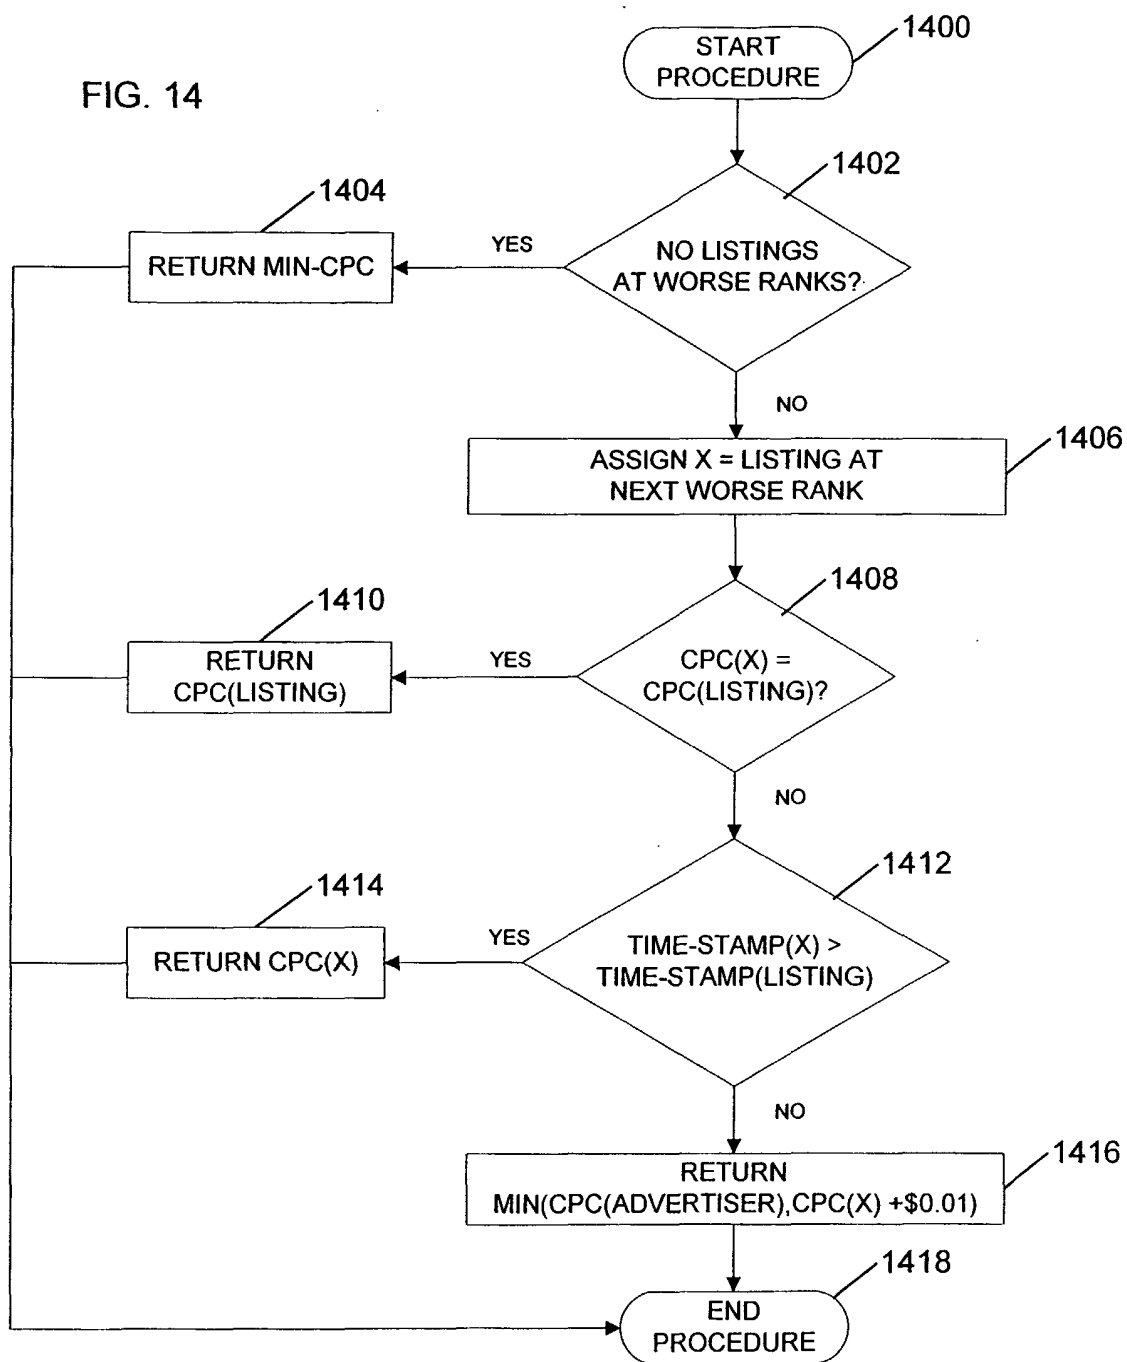 FIG. 14
START
PROCEDURE
1400
1402
NO LISTINGS
AT WORSE RANKS?
YES
1404
RETURN MIN-CPC
NO
1406
ASSIGN X = LISTING AT
NEXT WORSE RANK
1408
CPC(X) =
CPC(LISTING)?
YES
1410
RETURN
CPC(LISTING)
NO
1412
TIME-STAMP(X) >
TIME-STAMP(LISTING)
YES
1414
RETURN CPC(X)
NO
1416
RETURN
MIN(CPC(ADVERTISER),CPC(X) +$0.01)
1418
END
PROCEDURE